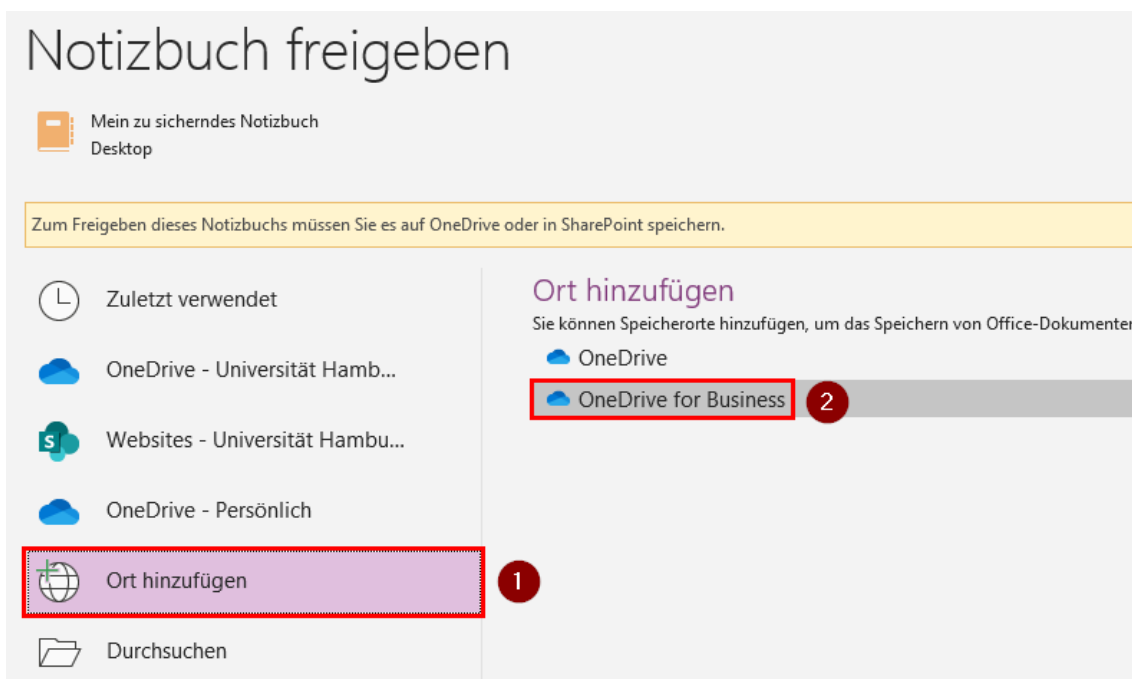 Notizbuch freigeben
Mein zu sicherndes Notizbuch
Desktop
Zum Freigeben dieses Notizbuchs müssen Sie es auf OneDrive oder in SharePoint speichern.
Zuletzt verwendet
OneDrive - Universität Hamb...
Websites - Universität Hambu...
OneDrive - Persönlich
Ort hinzufügen
1
Durchsuchen
Ort hinzufügen
Sie können Speicherorte hinzufügen, um das Speichern von Office-Dokumenten
OneDrive
OneDrive for Business
2